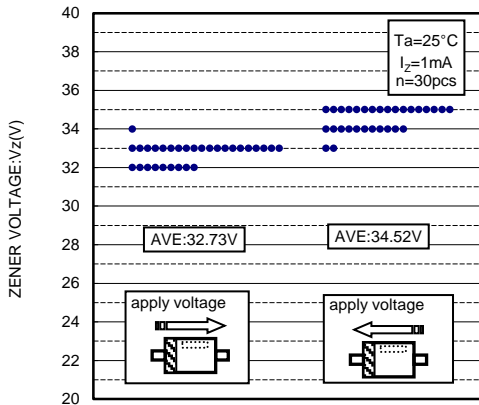 40
38
36
34
32
30
28
26
24
22
20
ZENER VOLTAGE:Vz(V)
Ta=25°C
IZ=1mA
n=30pcs
AVE:32.73V
AVE:34.52V
apply voltage
apply voltage